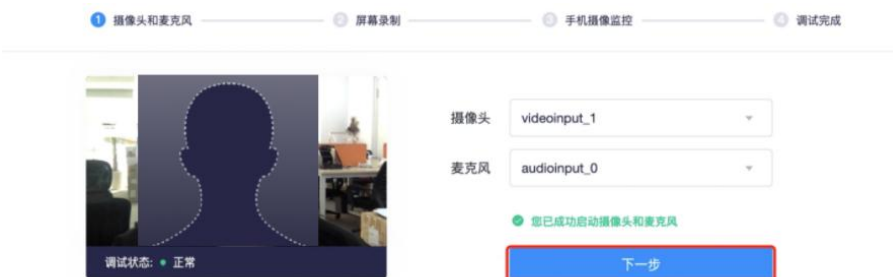 1 摄像头和麦克风 2 屏幕录制 3 手机摄像监控 4 调试完成
摄像头 videoinput_1
麦克风 audioinput_0
您已成功启动摄像头和麦克风
调试状态: 正常
下一步